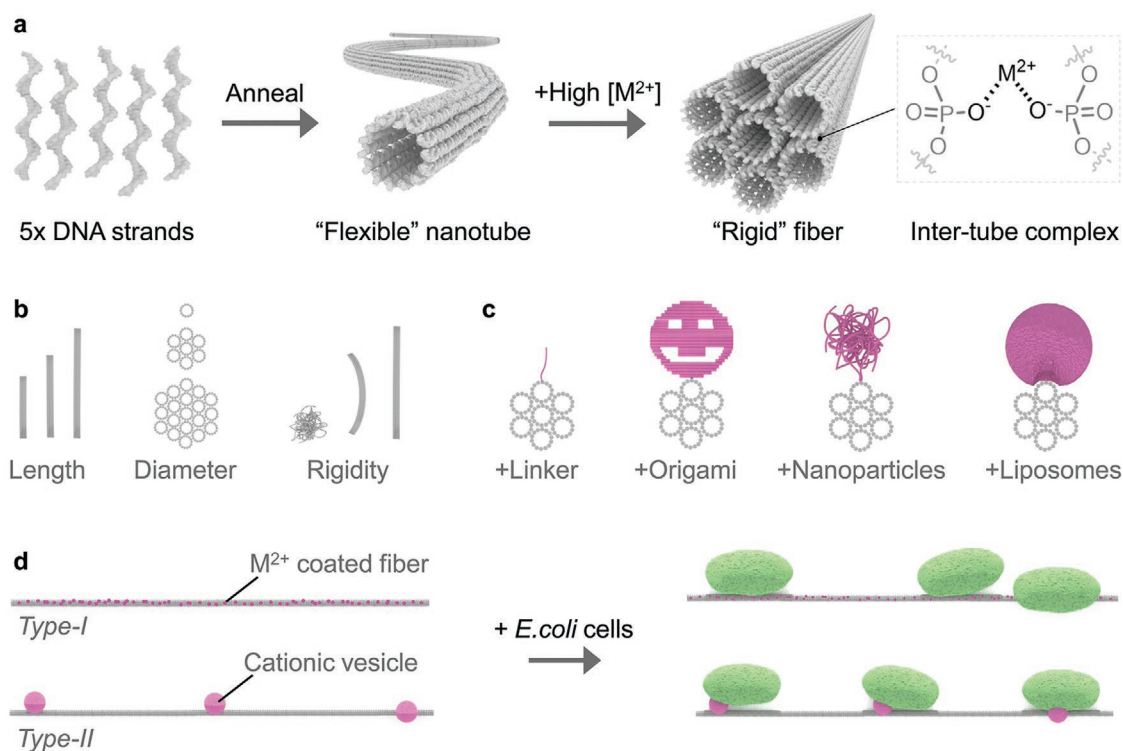 a
Anneal
+High [M²⁺]
M²⁺
O
O
O=P-O⁻
O⁻-P=O
O
O
5x DNA strands
“Flexible” nanotube
“Rigid” fiber
Inter-tube complex
b
Length
Diameter
Rigidity
c
+Linker
+Origami
+Nanoparticles
+Liposomes
d
M²⁺ coated fiber
Type-I
Cationic vesicle
Type-II
+ E.coli cells